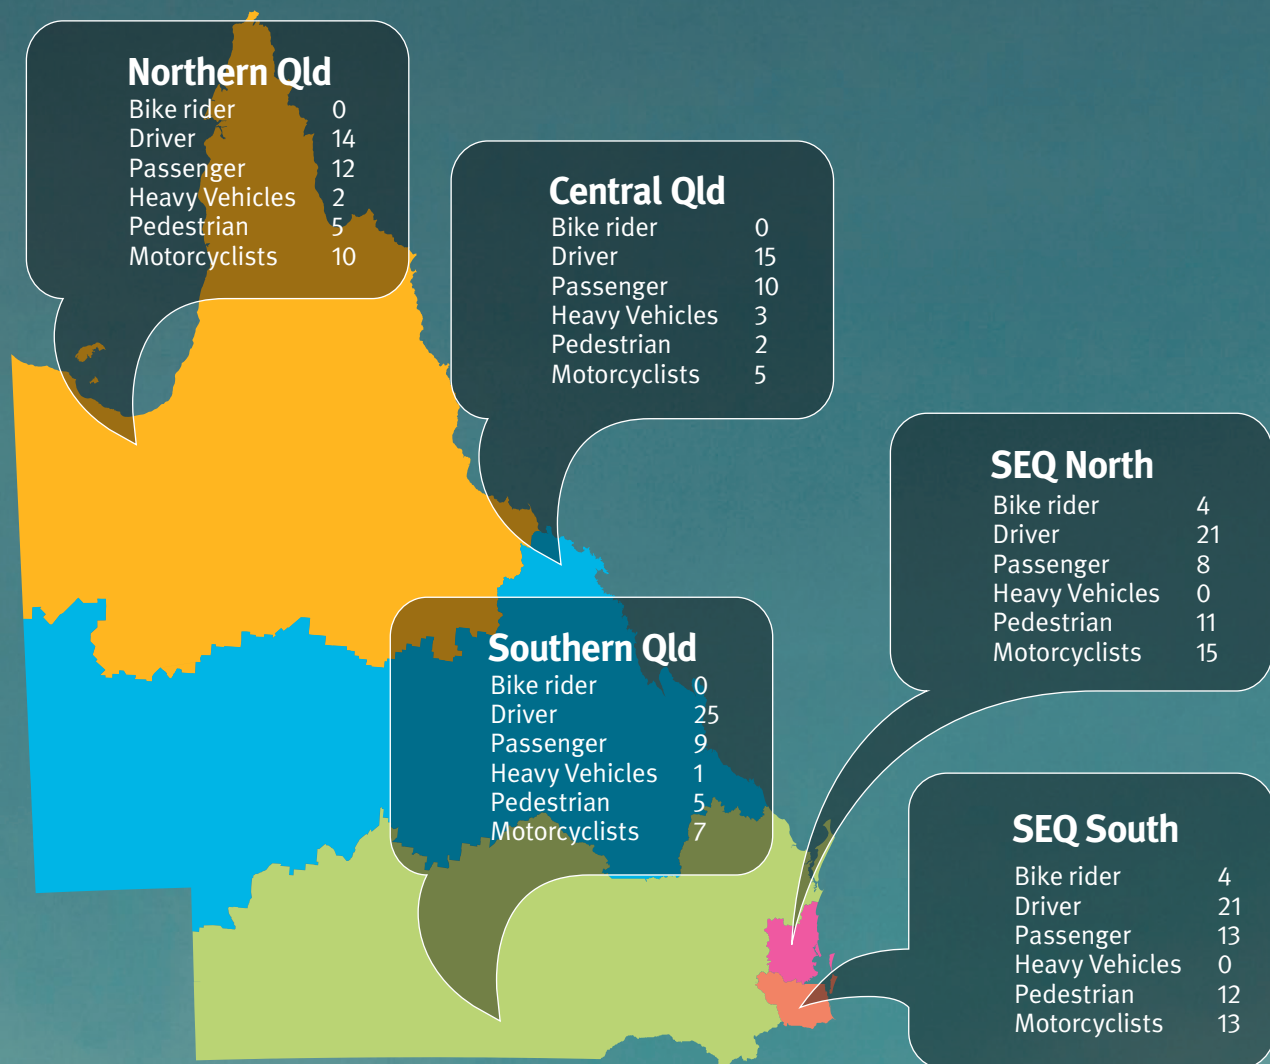 Northern Qld
Bike rider 0
Driver 14
Passenger 12
Heavy Vehicles 2
Pedestrian 5
Motorcyclists 10
Central Qld
Bike rider 0
Driver 15
Passenger 10
Heavy Vehicles 3
Pedestrian 2
Motorcyclists 5
SEQ North
Bike rider 4
Driver 21
Passenger 8
Heavy Vehicles 0
Pedestrian 11
Motorcyclists 15
Southern Qld
Bike rider 0
Driver 25
Passenger 9
Heavy Vehicles 1
Pedestrian 5
Motorcyclists 7
SEQ South
Bike rider 4
Driver 21
Passenger 13
Heavy Vehicles 0
Pedestrian 12
Motorcyclists 13